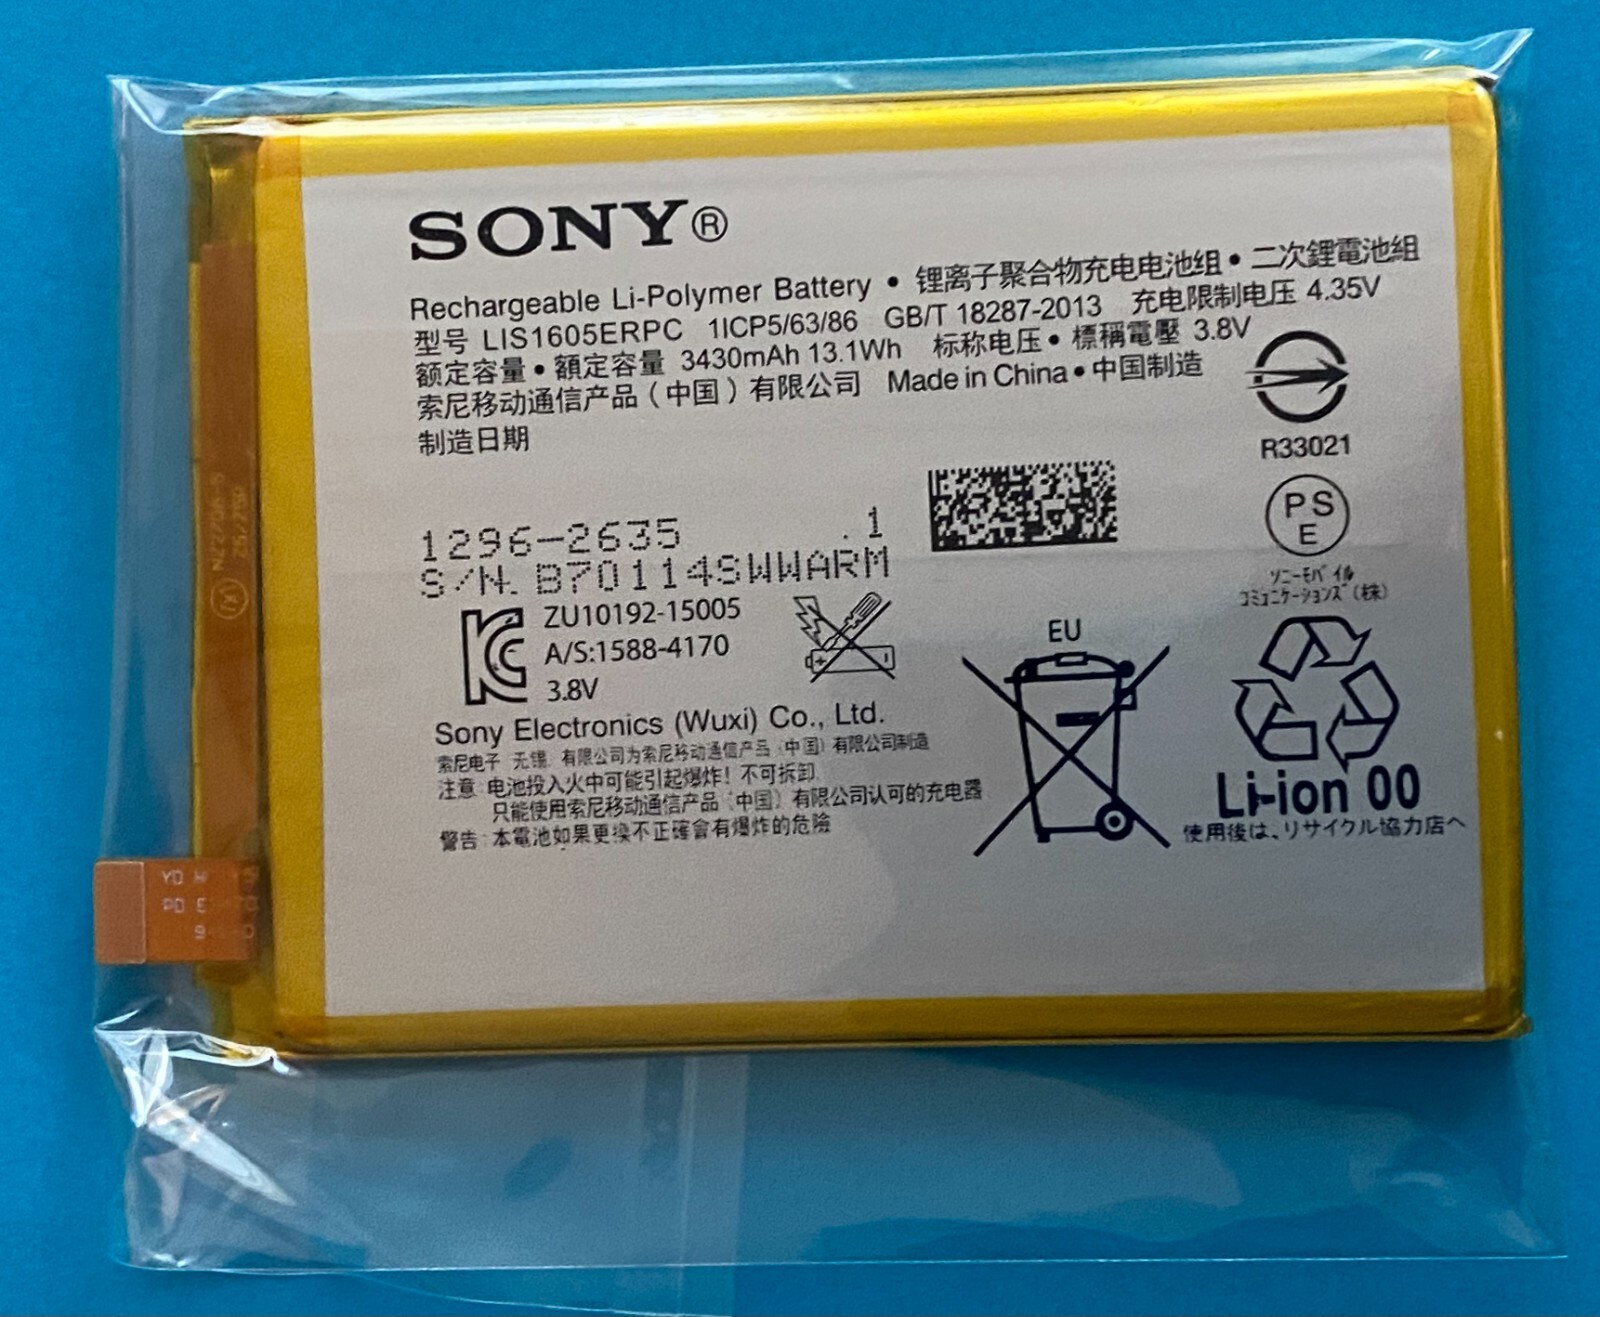 SONY®
Rechargeable Li-Polymer Battery • 锂离子聚合物充电电池组 • 二次鋰電池組
型号 LIS1605ERPC 1ICP5/63/86 GB/T 18287-2013 充电限制电压 4.35V
额定容量 • 額定容量 3430mAh 13.1Wh 标称电压 • 標稱電壓 3.8V
索尼移动通信产品（中国）有限公司 Made in China • 中国制造
制造日期
R33021
PS
E
ソニーモバイル
コミュニケーションズ（株）
1296-2635 .1
S/N. B70114SWWARM
ZU10192-15005
A/S:1588-4170
3.8V
EU
Sony Electronics (Wuxi) Co., Ltd.
索尼电子 无锡 有限公司为索尼移动通信产品（中国）有限公司制造
注意: 电池投入火中可能引起爆炸！不可拆卸.
只能使用索尼移动通信产品（中国）有限公司认可的充电器
警告: 本電池如果更換不正確會有爆炸的危險
Li-ion 00
使用後は、リサイクル協力店へ